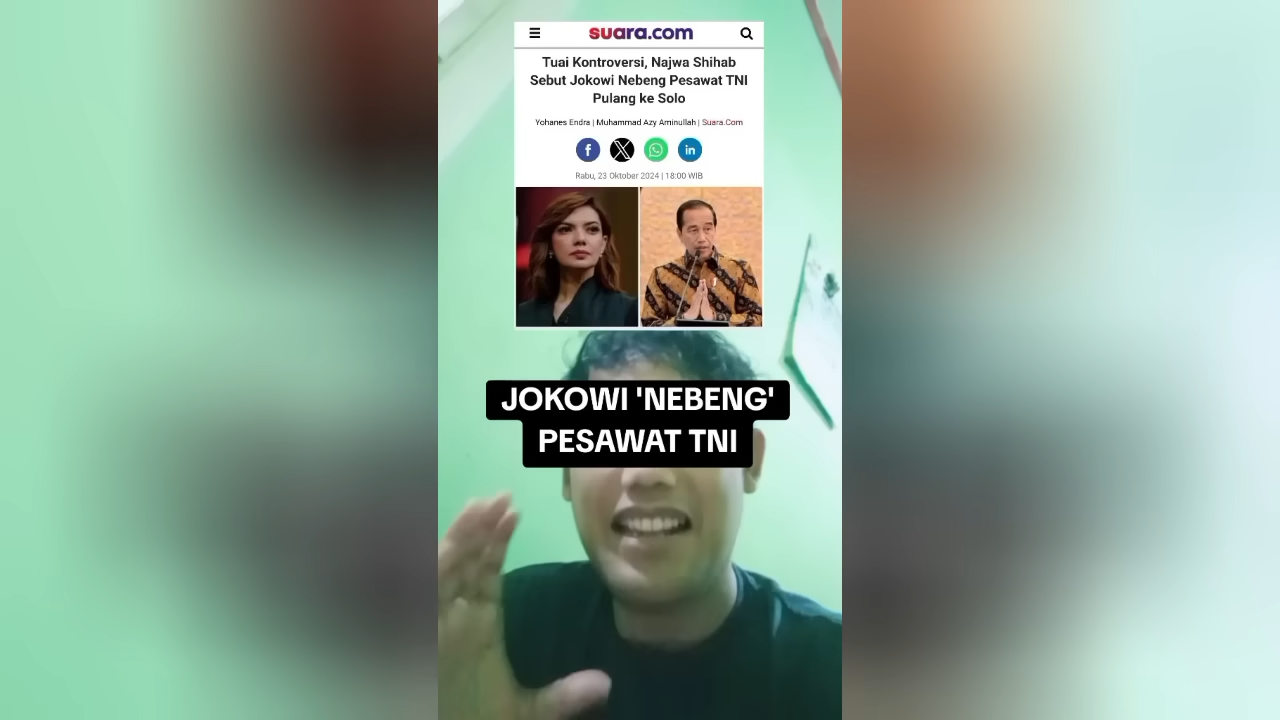 suara.com
Tuai Kontroversi, Najwa Shihab
Sebut Jokowi Nebeng Pesawat TNI
Pulang ke Solo
Yohanes Endra | Muhammad Azy Aminullah | Suara.Com
f X in
Rabu, 23 Oktober 2024 | 18:00 WIB
JOKOWI 'NEBENG'
PESAWAT TNI